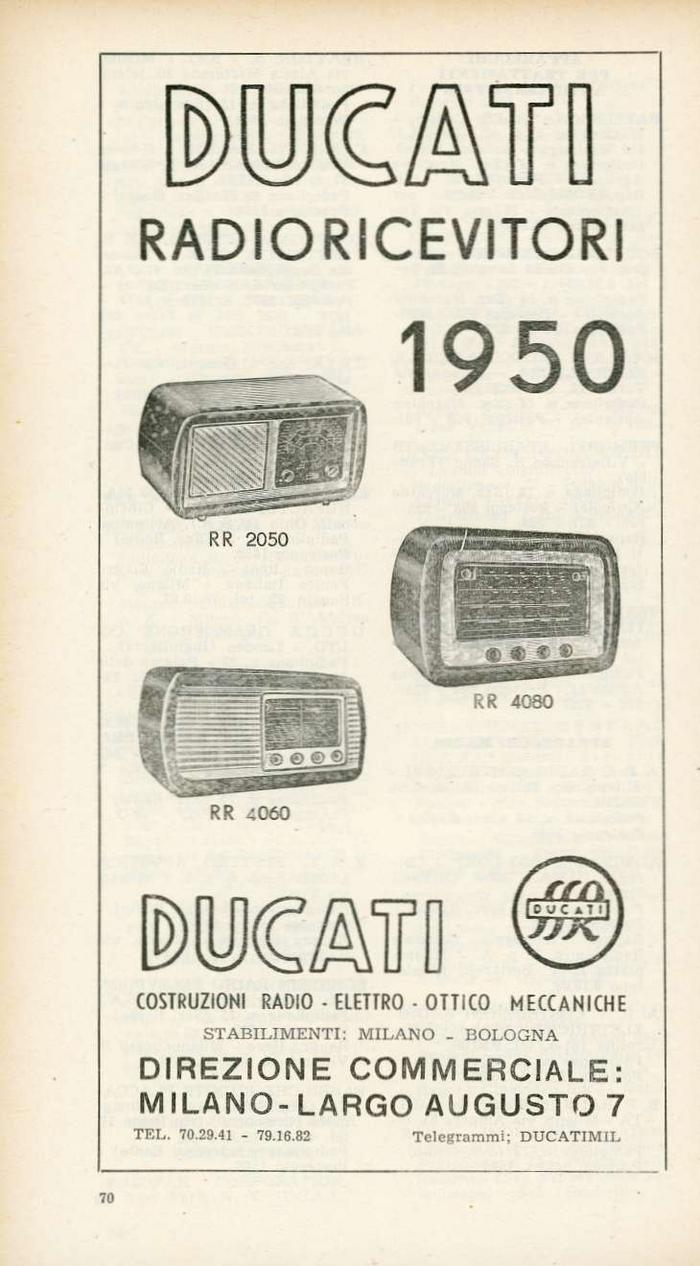 DUCATI
RADIORICEVITORI
1950
RR 2050
RR 4080
RR 4060
DUCATI
SSR
DUCATI
COSTRUZIONI RADIO - ELETTRO - OTTICO MECCANICHE
STABILIMENTI: MILANO - BOLOGNA
DIREZIONE COMMERCIALE:
MILANO-LARGO AUGUSTO 7
TEL. 70.29.41 - 79.16.82 Telegrammi; DUCATIMIL
70